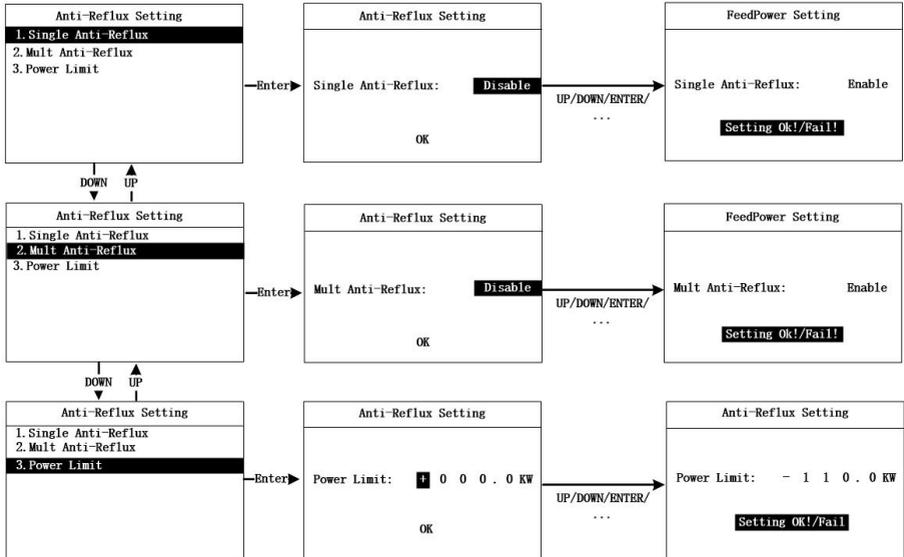 Anti-Reflux Setting
1.Single Anti-Reflux
2.Mult Anti-Reflux
3.Power Limit
Enter
Anti-Reflux Setting
Single Anti-Reflux: Disable
OK
UP/DOWN/ENTER/
...
FeedPower Setting
Single Anti-Reflux: Enable
Setting Ok!/Fail!
DOWN UP
Anti-Reflux Setting
1.Single Anti-Reflux
2.Mult Anti-Reflux
3.Power Limit
Enter
Anti-Reflux Setting
Mult Anti-Reflux: Disable
OK
UP/DOWN/ENTER/
...
FeedPower Setting
Mult Anti-Reflux: Enable
Setting Ok!/Fail!
DOWN UP
Anti-Reflux Setting
1.Single Anti-Reflux
2.Mult Anti-Reflux
3.Power Limit
Enter
Anti-Reflux Setting
Power Limit: + 0 0 0 . 0 KW
OK
UP/DOWN/ENTER/
...
Anti-Reflux Setting
Power Limit: - 1 1 0 . 0 KW
Setting OK!/Fail